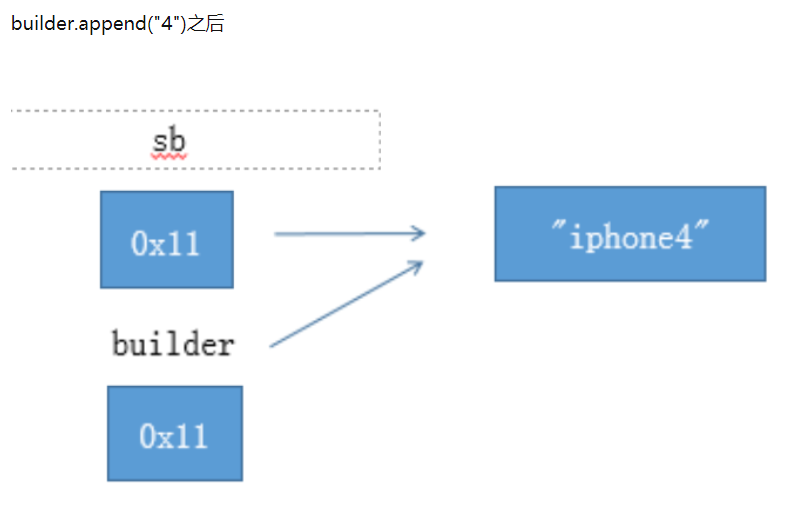 builder.append("4")之后
sb
0x11
"iphone4"
builder
0x11